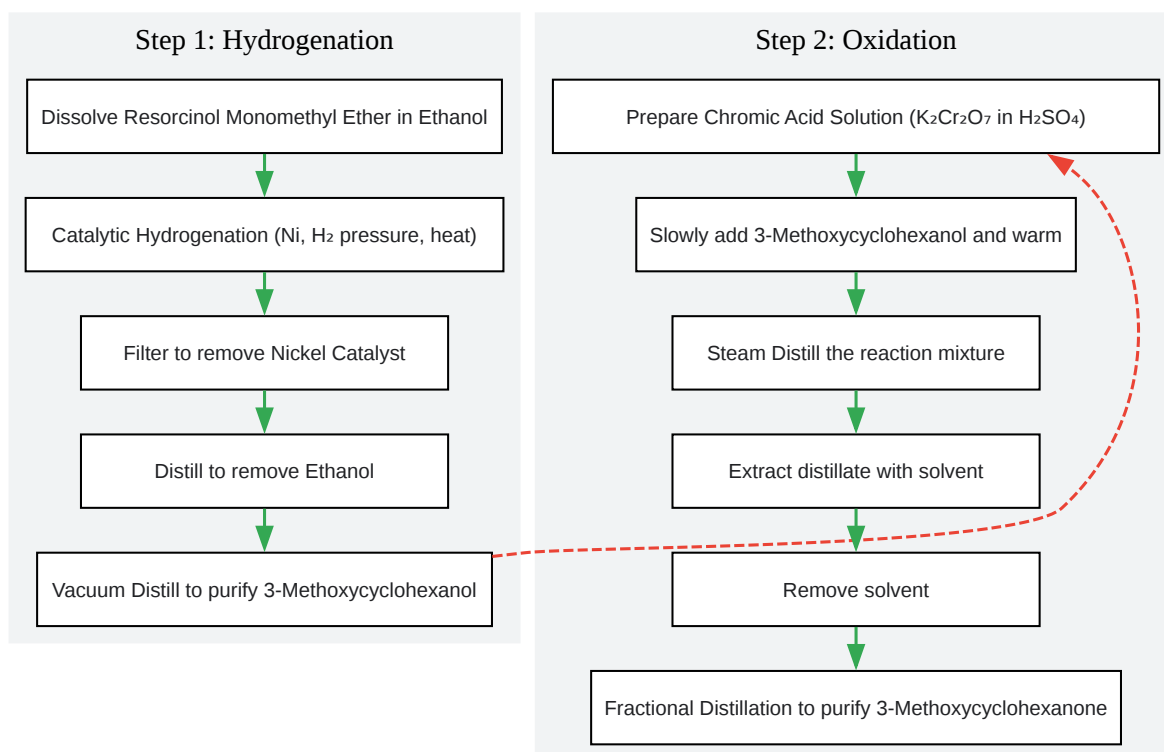 Step 1: Hydrogenation
Dissolve Resorcinol Monomethyl Ether in Ethanol
Catalytic Hydrogenation (Ni, H₂ pressure, heat)
Filter to remove Nickel Catalyst
Distill to remove Ethanol
Vacuum Distill to purify 3-Methoxycyclohexanol
Step 2: Oxidation
Prepare Chromic Acid Solution (K₂Cr₂O₇ in H₂SO₄)
Slowly add 3-Methoxycyclohexanol and warm
Steam Distill the reaction mixture
Extract distillate with solvent
Remove solvent
Fractional Distillation to purify 3-Methoxycyclohexanone